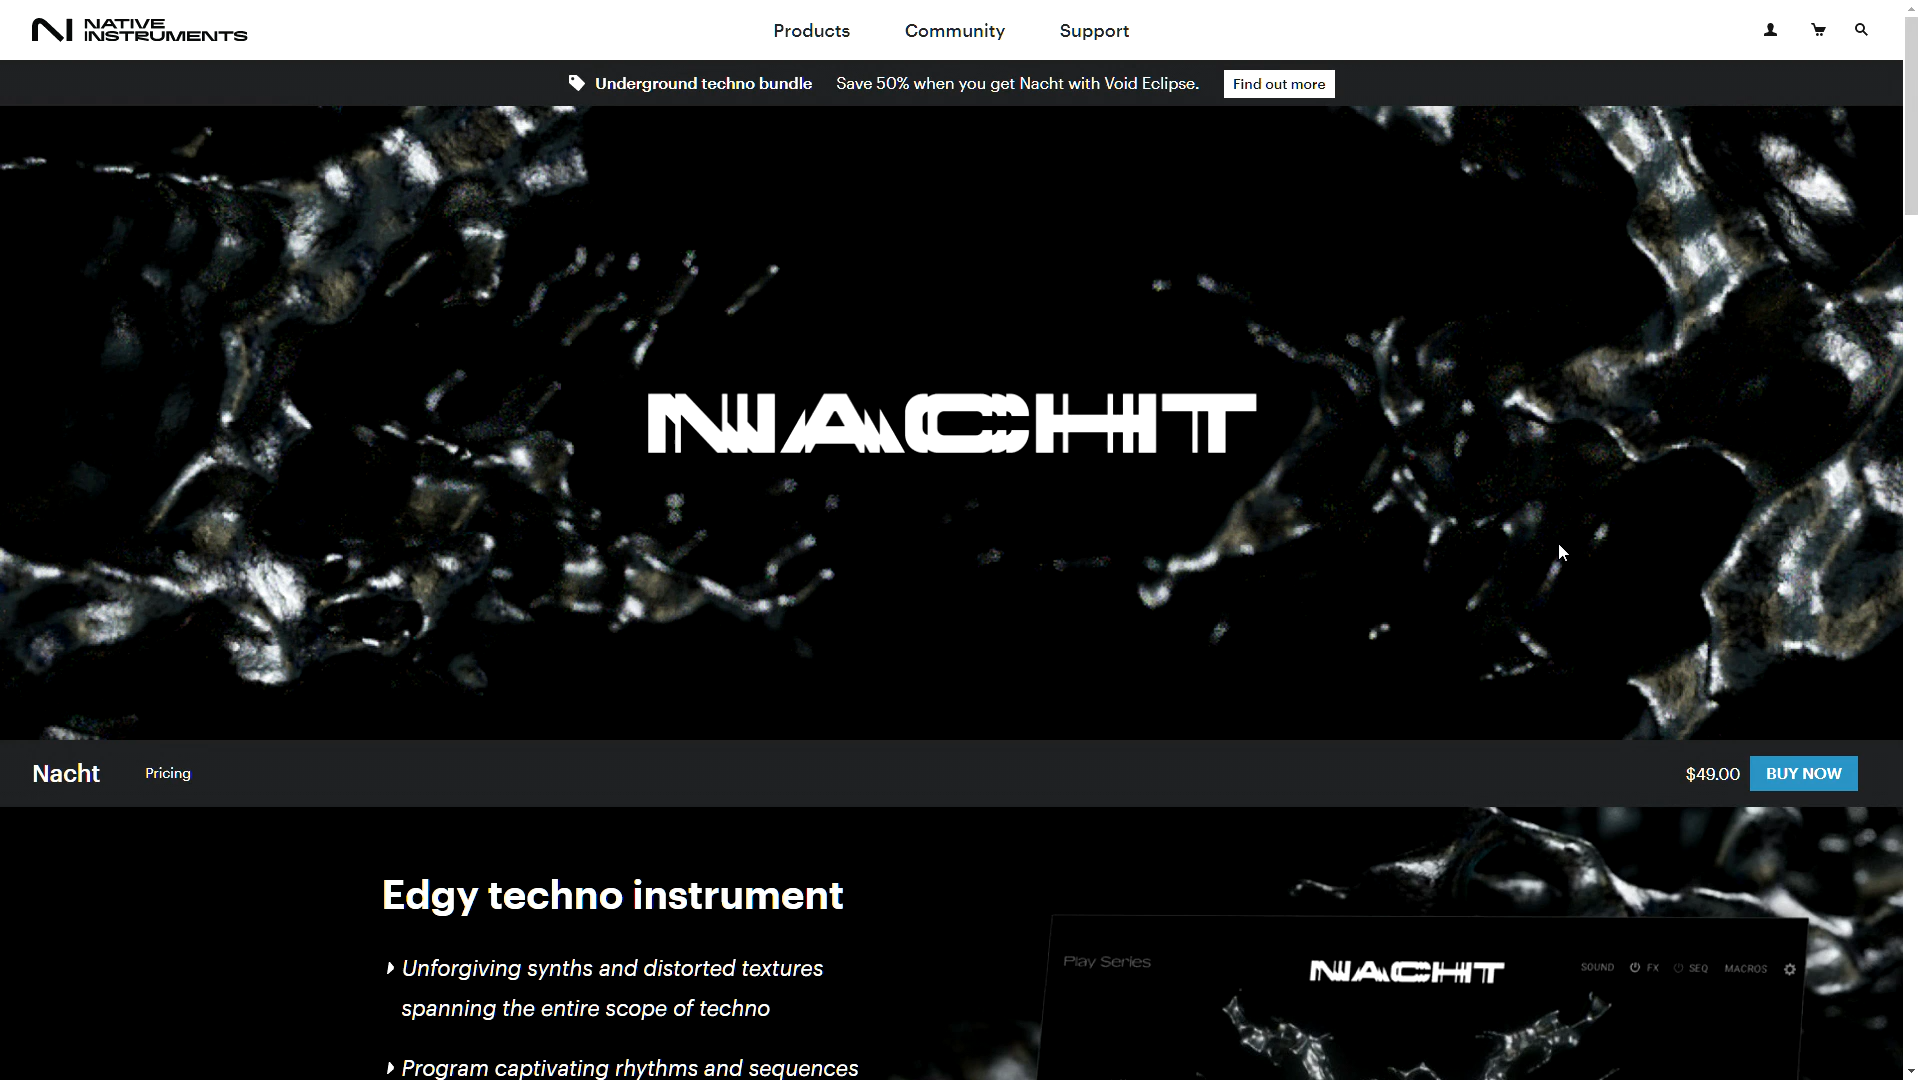 NATIVE
INSTRUMENTS
Products
Community
Support
Underground techno bundle
Save 50% when you get Nacht with Void Eclipse.
Find out more
NACHT
Nacht
Pricing
$49.00
BUY NOW
Edgy techno instrument
Unforgiving synths and distorted textures
spanning the entire scope of techno
Program captivating rhythms and sequences
Play Series
NACHT
SOUND
FX
SEQ
MACROS